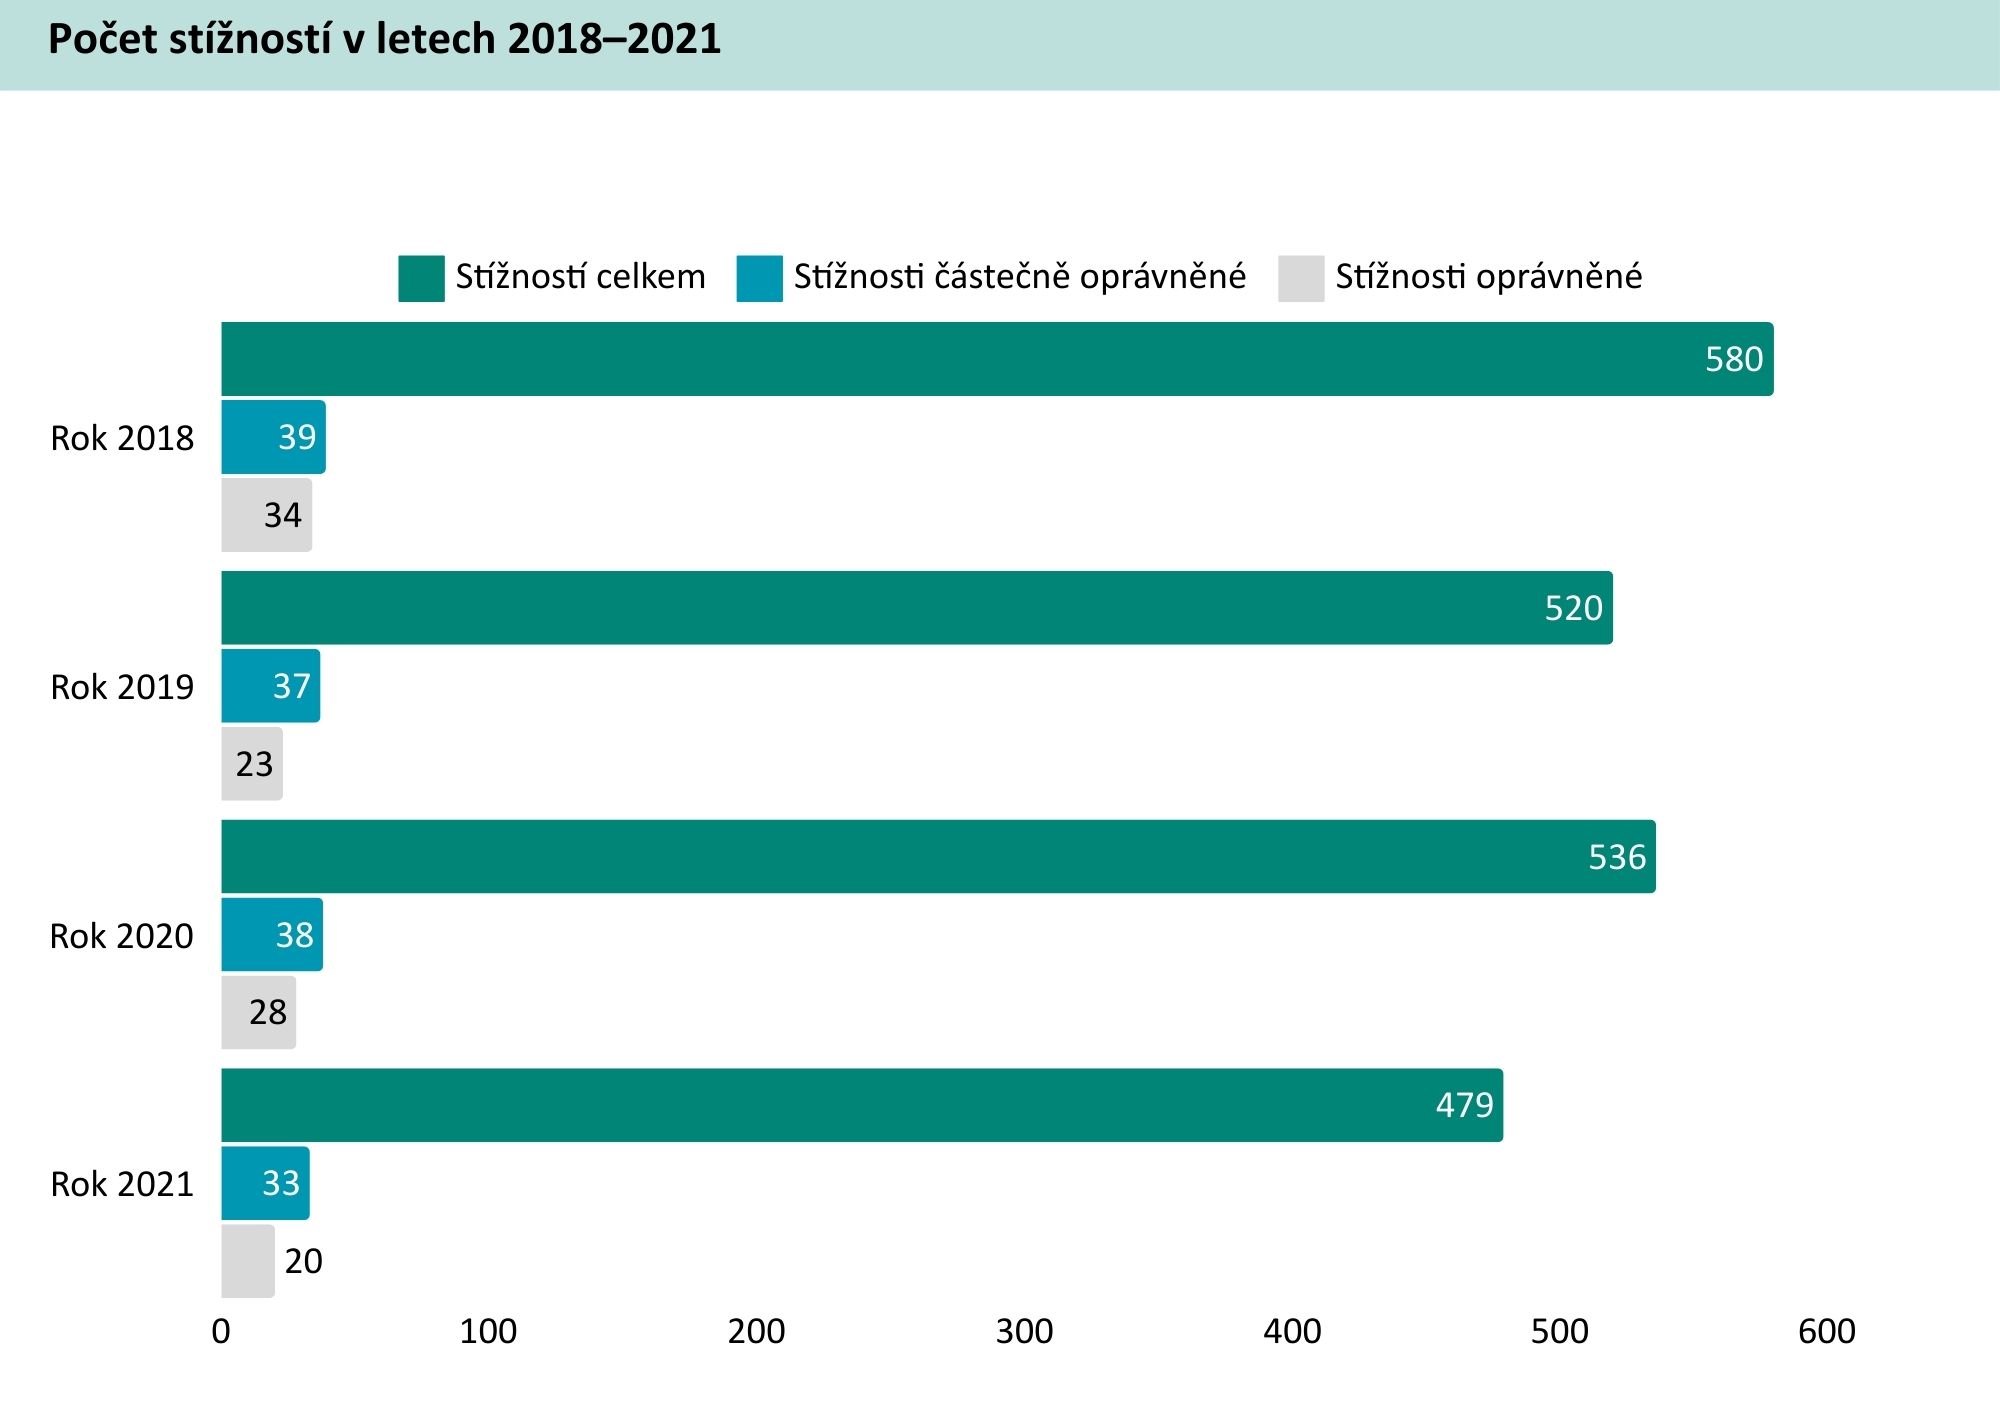 Počet stížností v letech 2018–2021
Stížností celkem Stížnosti částečně oprávněné Stížnosti oprávněné
580
Rok 2018 39
34
520
Rok 2019 37
23
536
Rok 2020 38
28
479
Rok 2021 33
20
0 100 200 300 400 500 600